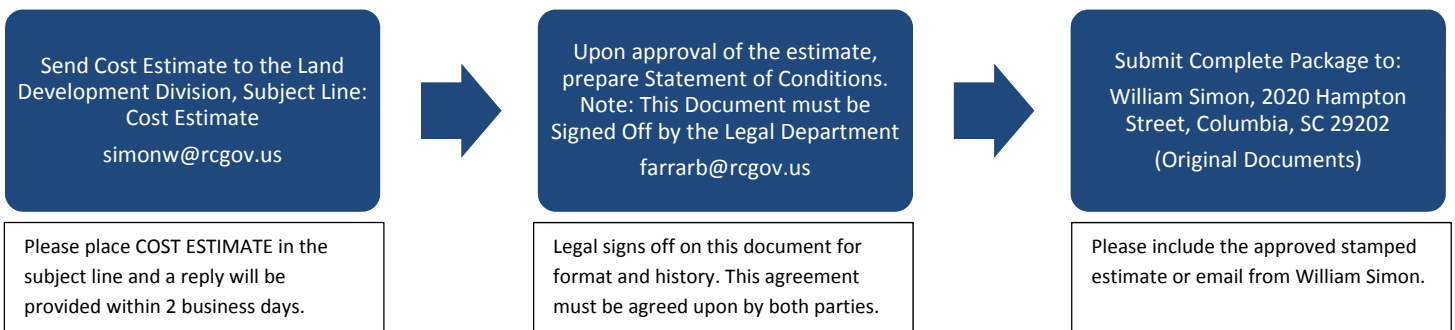 Send Cost Estimate to the Land
Development Division, Subject Line:
Cost Estimate
simonw@rcgov.us
Please place COST ESTIMATE in the
subject line and a reply will be
provided within 2 business days.
Upon approval of the estimate,
prepare Statement of Conditions.
Note: This Document must be
Signed Off by the Legal Department
farrarb@rcgov.us
Legal signs off on this document for
format and history. This agreement
must be agreed upon by both parties.
Submit Complete Package to:
William Simon, 2020 Hampton
Street, Columbia, SC 29202
(Original Documents)
Please include the approved stamped
estimate or email from William Simon.